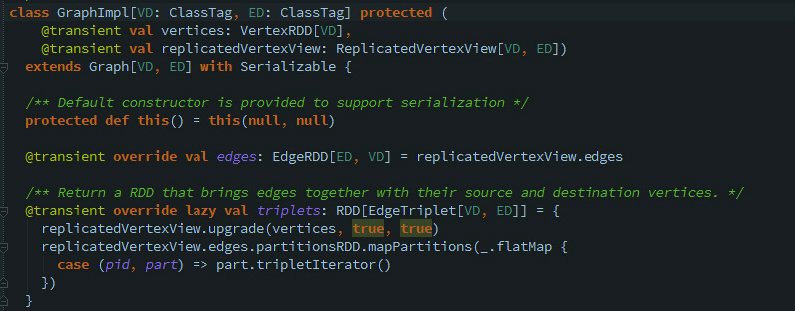 class GraphImpl[VD: ClassTag, ED: ClassTag] protected (
@transient val vertices: VertexRDD[VD],
@transient val replicatedVertexView: ReplicatedVertexView[VD, ED])
extends Graph[VD, ED] with Serializable {
/** Default constructor is provided to support serialization */
protected def this() = this(null, null)
@transient override val edges: EdgeRDD[ED, VD] = replicatedVertexView.edges
/** Return a RDD that brings edges together with their source and destination vertices. */
@transient override lazy val triplets: RDD[EdgeTriplet[VD, ED]] = {
replicatedVertexView.upgrade(vertices, true, true)
replicatedVertexView.edges.partitionsRDD.mapPartitions(_.flatMap {
case (pid, part) => part.tripletIterator()
})
}